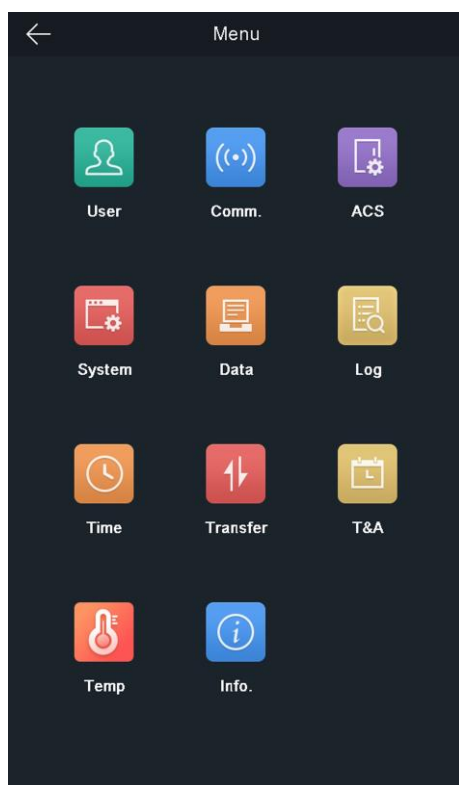 Menu
User
Comm.
ACS
System
Data
Log
Time
Transfer
T&A
Temp
Info.